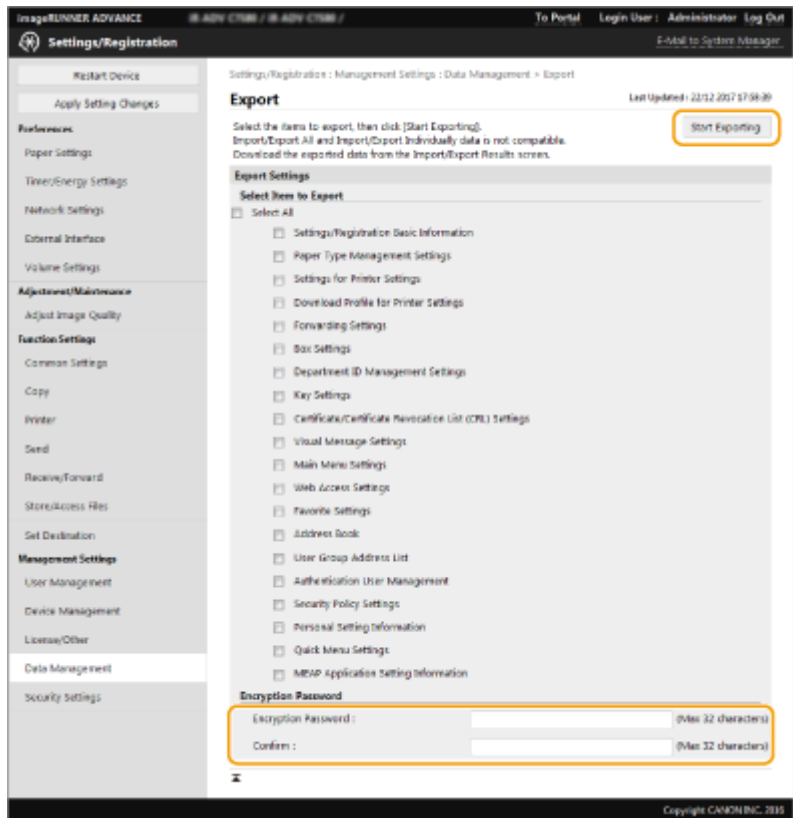 imageRUNNER ADVANCE iR-ADV C7580 / iR-ADV C7580 / To Portal Login User : Administrator Log Out
Settings/Registration E-Mail to System Manager
Restart Device
Apply Setting Changes
Preferences
Paper Settings
Timer/Energy Settings
Network Settings
External Interface
Volume Settings
Adjustment/Maintenance
Adjust Image Quality
Function Settings
Common Settings
Copy
Printer
Send
Receive/Forward
Store/Access Files
Set Destination
Management Settings
User Management
Device Management
License/Other
Data Management
Security Settings
Settings/Registration : Management Settings : Data Management > Export
Export
Last Updated : 22/12 2017 17:58:39
Select the items to export, then click [Start Exporting].
Import/Export All and Import/Export Individually data is not compatible.
Download the exported data from the Import/Export Results screen.
Start Exporting
Export Settings
Select Item to Export
Select All
Settings/Registration Basic Information
Paper Type Management Settings
Settings for Printer Settings
Download Profile for Printer Settings
Forwarding Settings
Box Settings
Department ID Management Settings
Key Settings
Certificate/Certificate Revocation List (CRL) Settings
Visual Message Settings
Main Menu Settings
Web Access Settings
Favorite Settings
Address Book
User Group Address List
Authentication User Management
Security Policy Settings
Personal Setting Information
Quick Menu Settings
MEAP Application Setting Information
Encryption Password
Encryption Password : (Max 32 characters)
Confirm : (Max 32 characters)
Copyright CANON INC. 2016